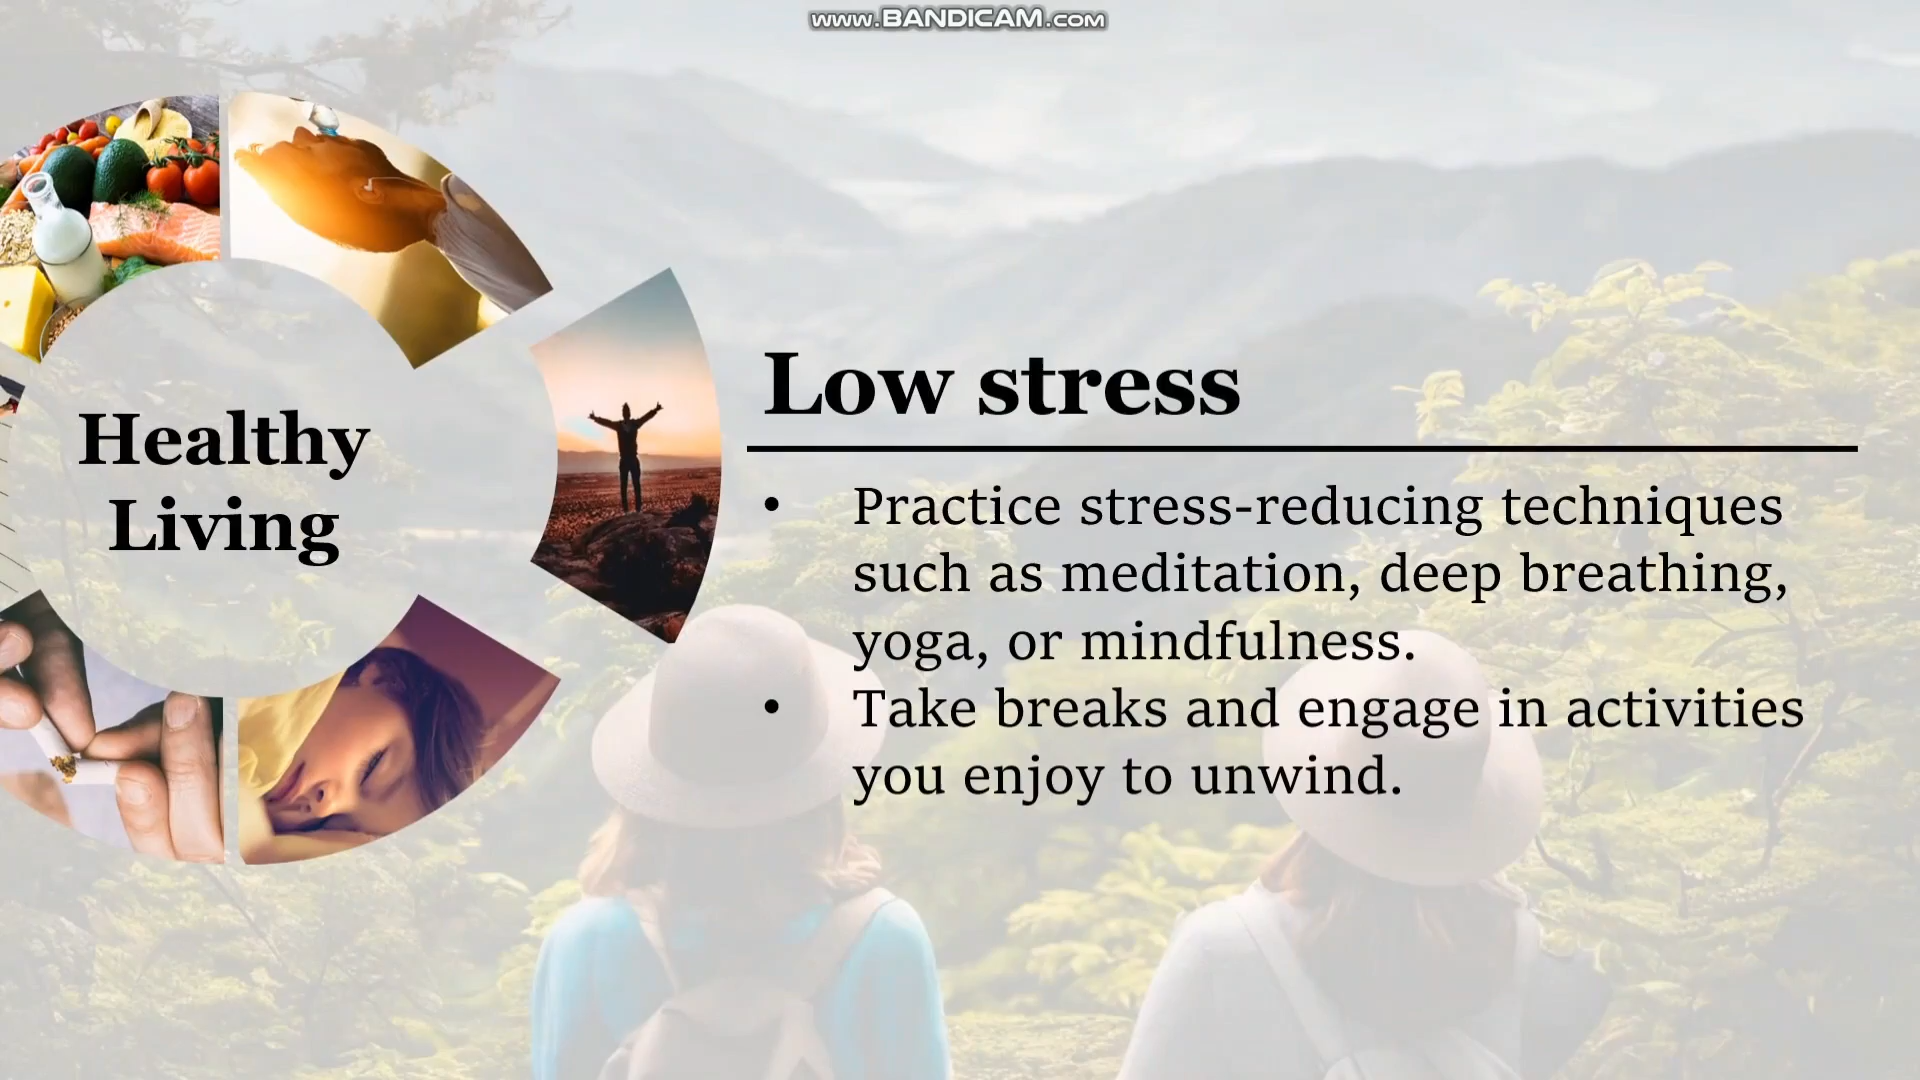 www.BANDICAM.com
Healthy
Living
Low stress
• Practice stress-reducing techniques
such as meditation, deep breathing,
yoga, or mindfulness.
• Take breaks and engage in activities
you enjoy to unwind.